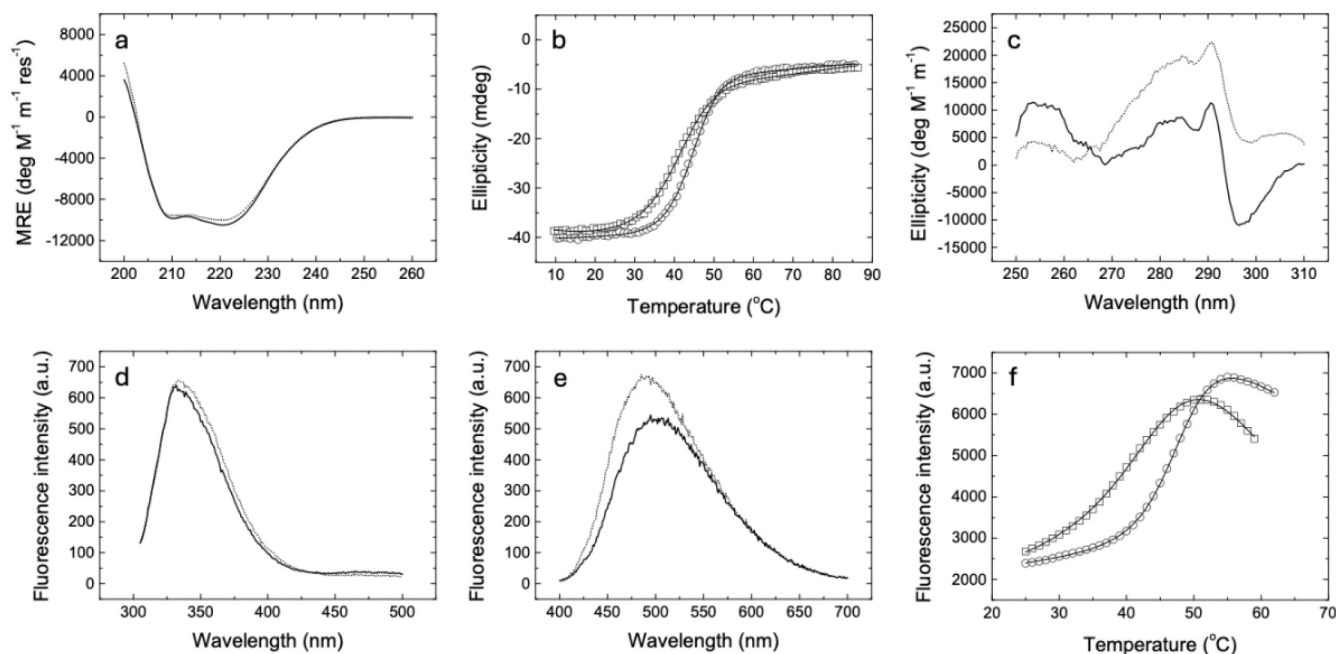 a
MRE (deg M⁻¹ m⁻¹ res⁻¹)
8000
4000
0
-4000
-8000
-12000
200 210 220 230 240 250 260
Wavelength (nm)
b
Ellipticity (mdeg)
0
-10
-20
-30
-40
10 20 30 40 50 60 70 80 90
Temperature (°C)
c
Ellipticity (deg M⁻¹ m⁻¹)
25000
20000
15000
10000
5000
0
-5000
-10000
-15000
250 260 270 280 290 300 310
Wavelength (nm)
d
Fluorescence intensity (a.u.)
700
600
500
400
300
200
100
0
300 350 400 450 500
Wavelength (nm)
e
Fluorescence intensity (a.u.)
700
600
500
400
300
200
100
0
400 450 500 550 600 650 700
Wavelength (nm)
f
Fluorescence intensity (a.u.)
7000
6000
5000
4000
3000
2000
20 30 40 50 60 70
Temperature (°C)